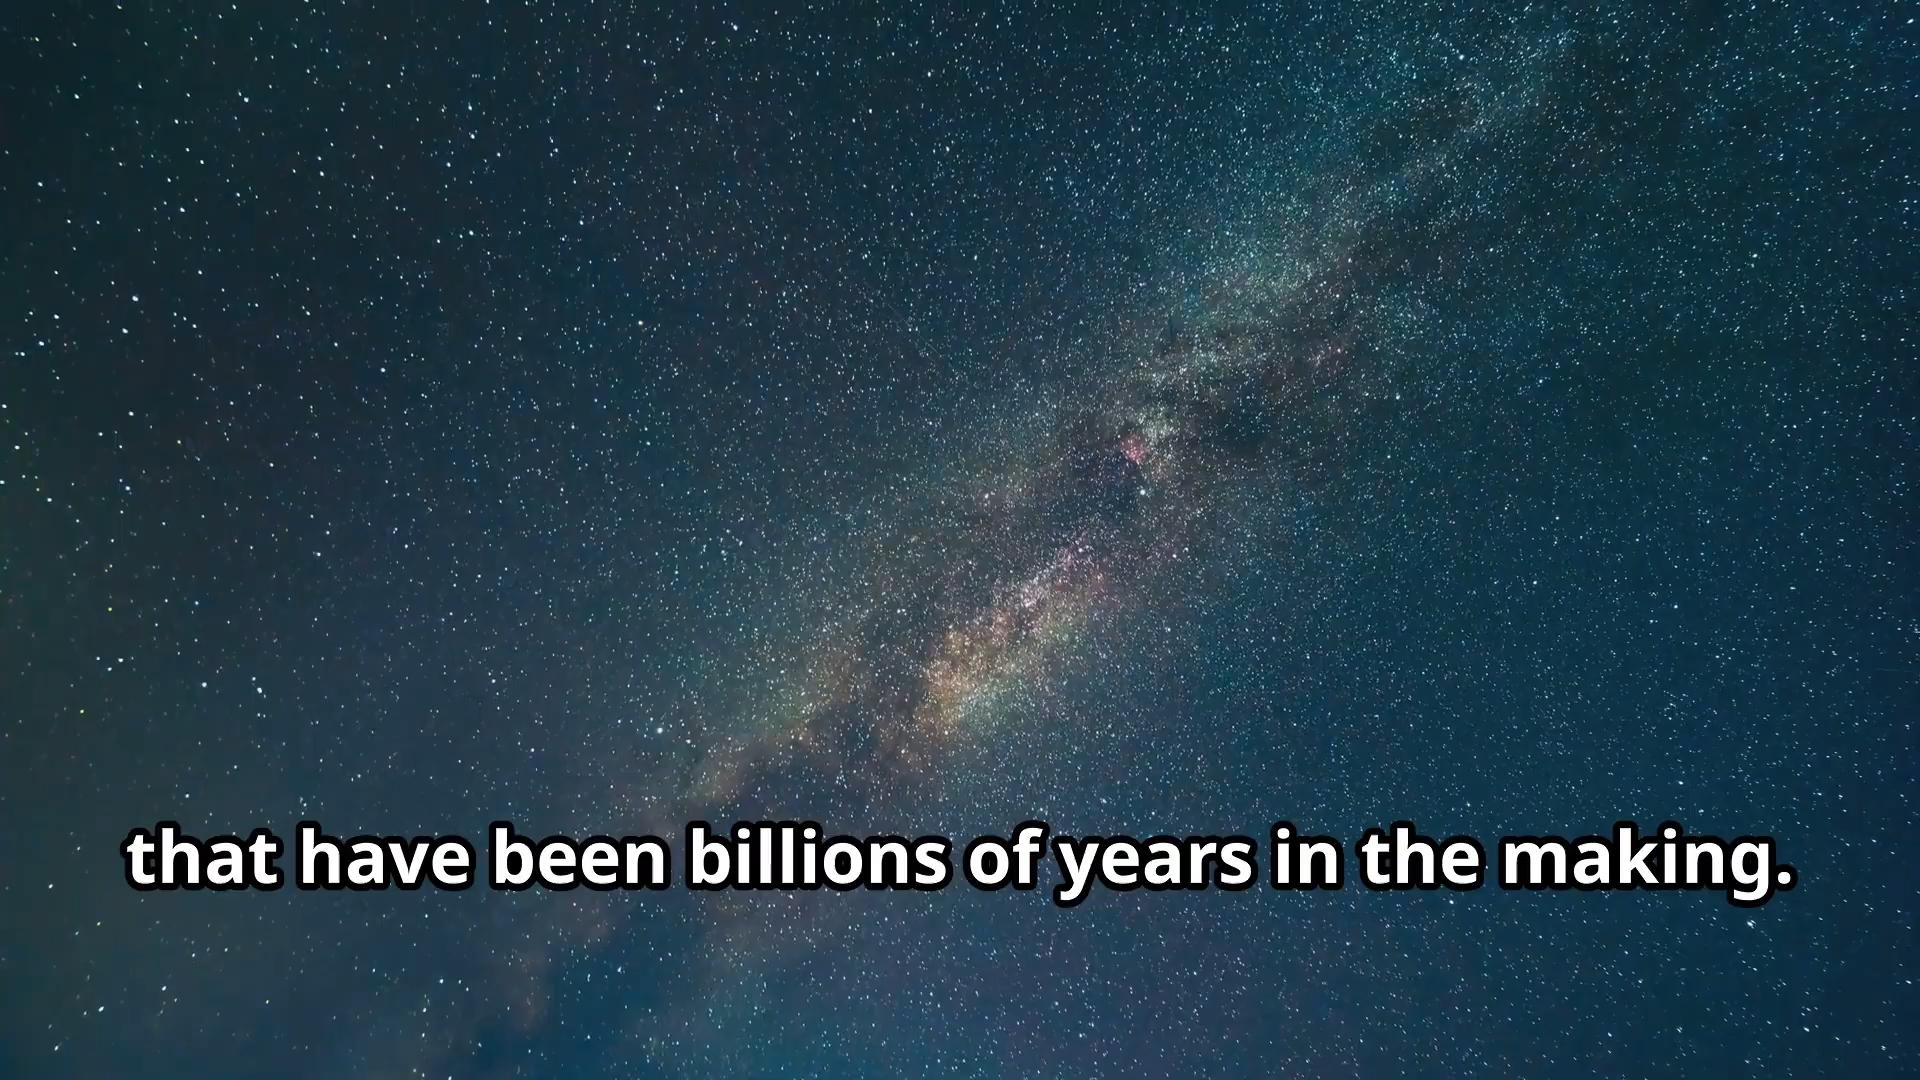 that have been billions of years in the making.